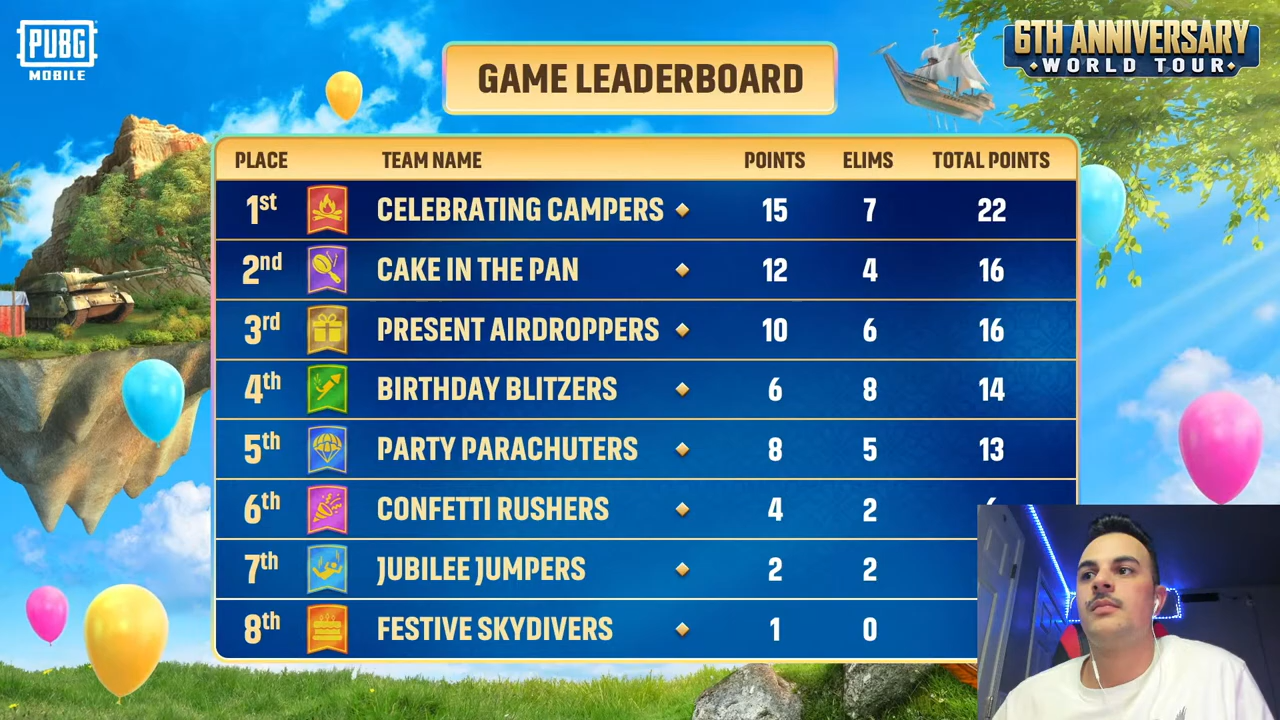 PUBG
MOBILE
GAME LEADERBOARD
6TH ANNIVERSARY
WORLD TOUR
PLACE TEAM NAME POINTS ELIMS TOTAL POINTS
1st CELEBRATING CAMPERS 15 7 22
2nd CAKE IN THE PAN 12 4 16
3rd PRESENT AIRDROPPERS 10 6 16
4th BIRTHDAY BLITZERS 6 8 14
5th PARTY PARACHUTERS 8 5 13
6th CONFETTI RUSHERS 4 2
7th JUBILEE JUMPERS 2 2
8th FESTIVE SKYDIVERS 1 0